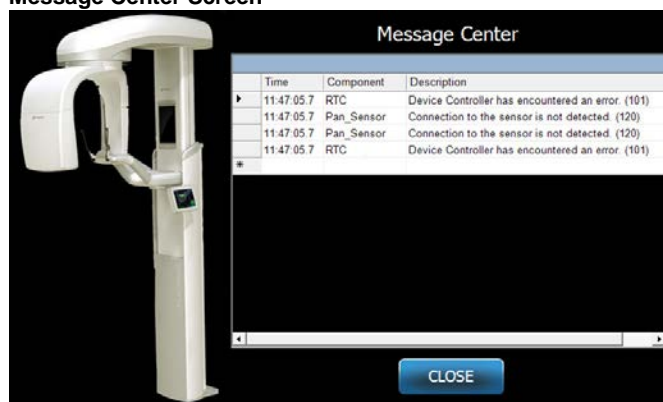 Message Center Screen
Message Center
Time Component Description
11:47:05.7 RTC Device Controller has encountered an error. (101)
11:47:05.7 Pan_Sensor Connection to the sensor is not detected. (120)
11:47:05.7 Pan_Sensor Connection to the sensor is not detected. (120)
11:47:05.7 RTC Device Controller has encountered an error. (101)
CLOSE